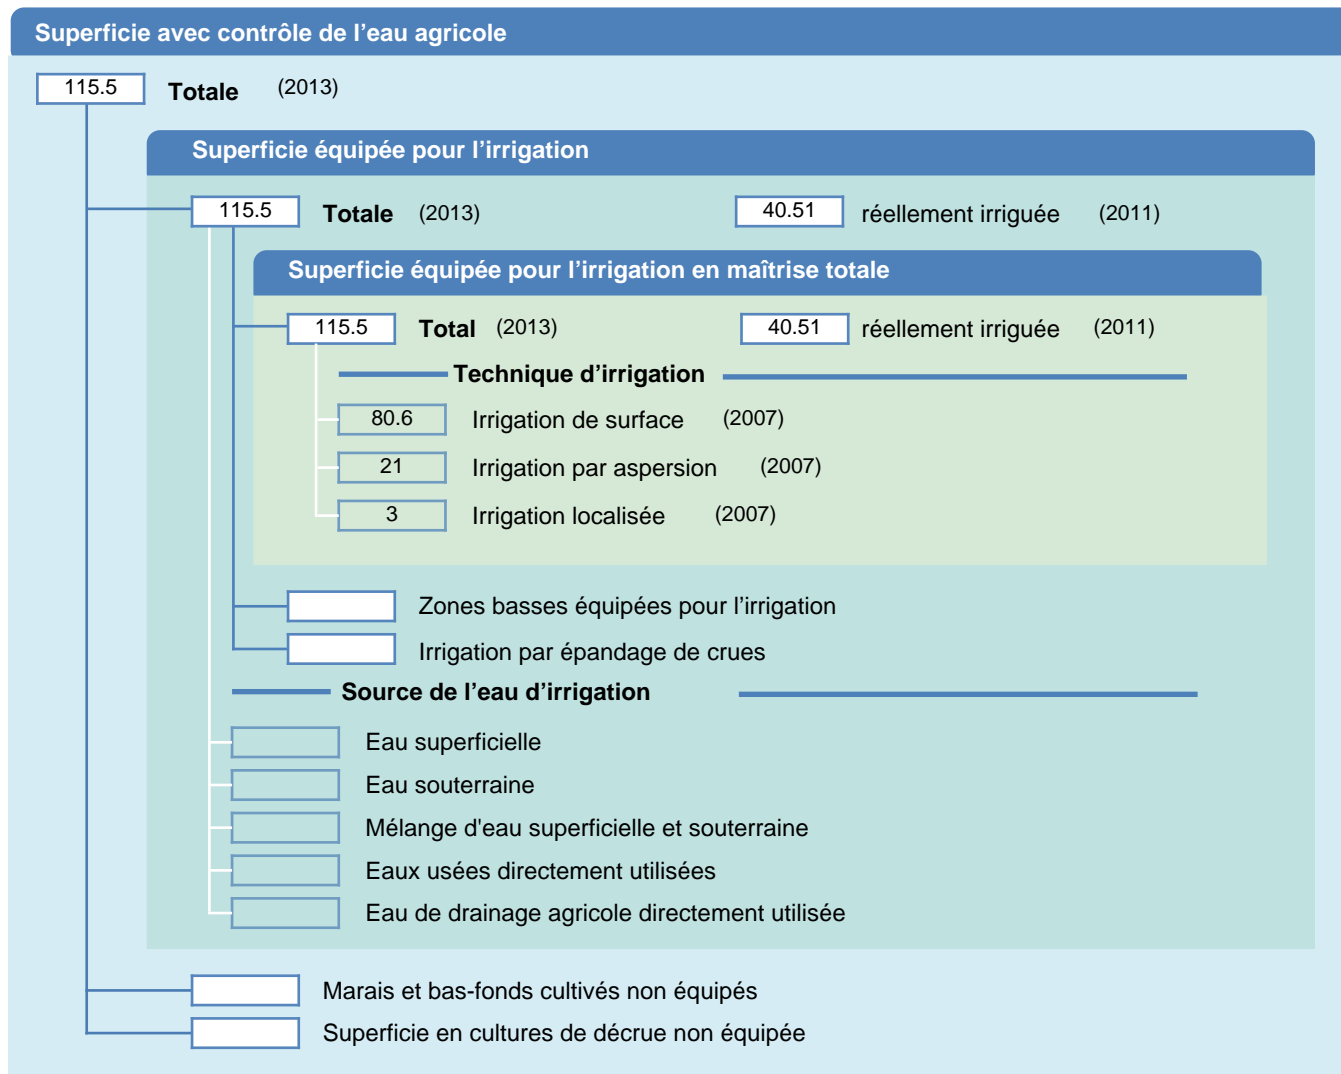 Superficie avec contrôle de l’eau agricole
115.5 Totale (2013)
Superficie équipée pour l’irrigation
115.5 Totale (2013) 40.51 réellement irriguée (2011)
Superficie équipée pour l’irrigation en maîtrise totale
115.5 Total (2013) 40.51 réellement irriguée (2011)
Technique d’irrigation
80.6 Irrigation de surface (2007)
21 Irrigation par aspersion (2007)
3 Irrigation localisée (2007)
Zones basses équipées pour l’irrigation
Irrigation par épandage de crues
Source de l’eau d’irrigation
Eau superficielle
Eau souterraine
Mélange d'eau superficielle et souterraine
Eaux usées directement utilisées
Eau de drainage agricole directement utilisée
Marais et bas-fonds cultivés non équipés
Superficie en cultures de décrue non équipée